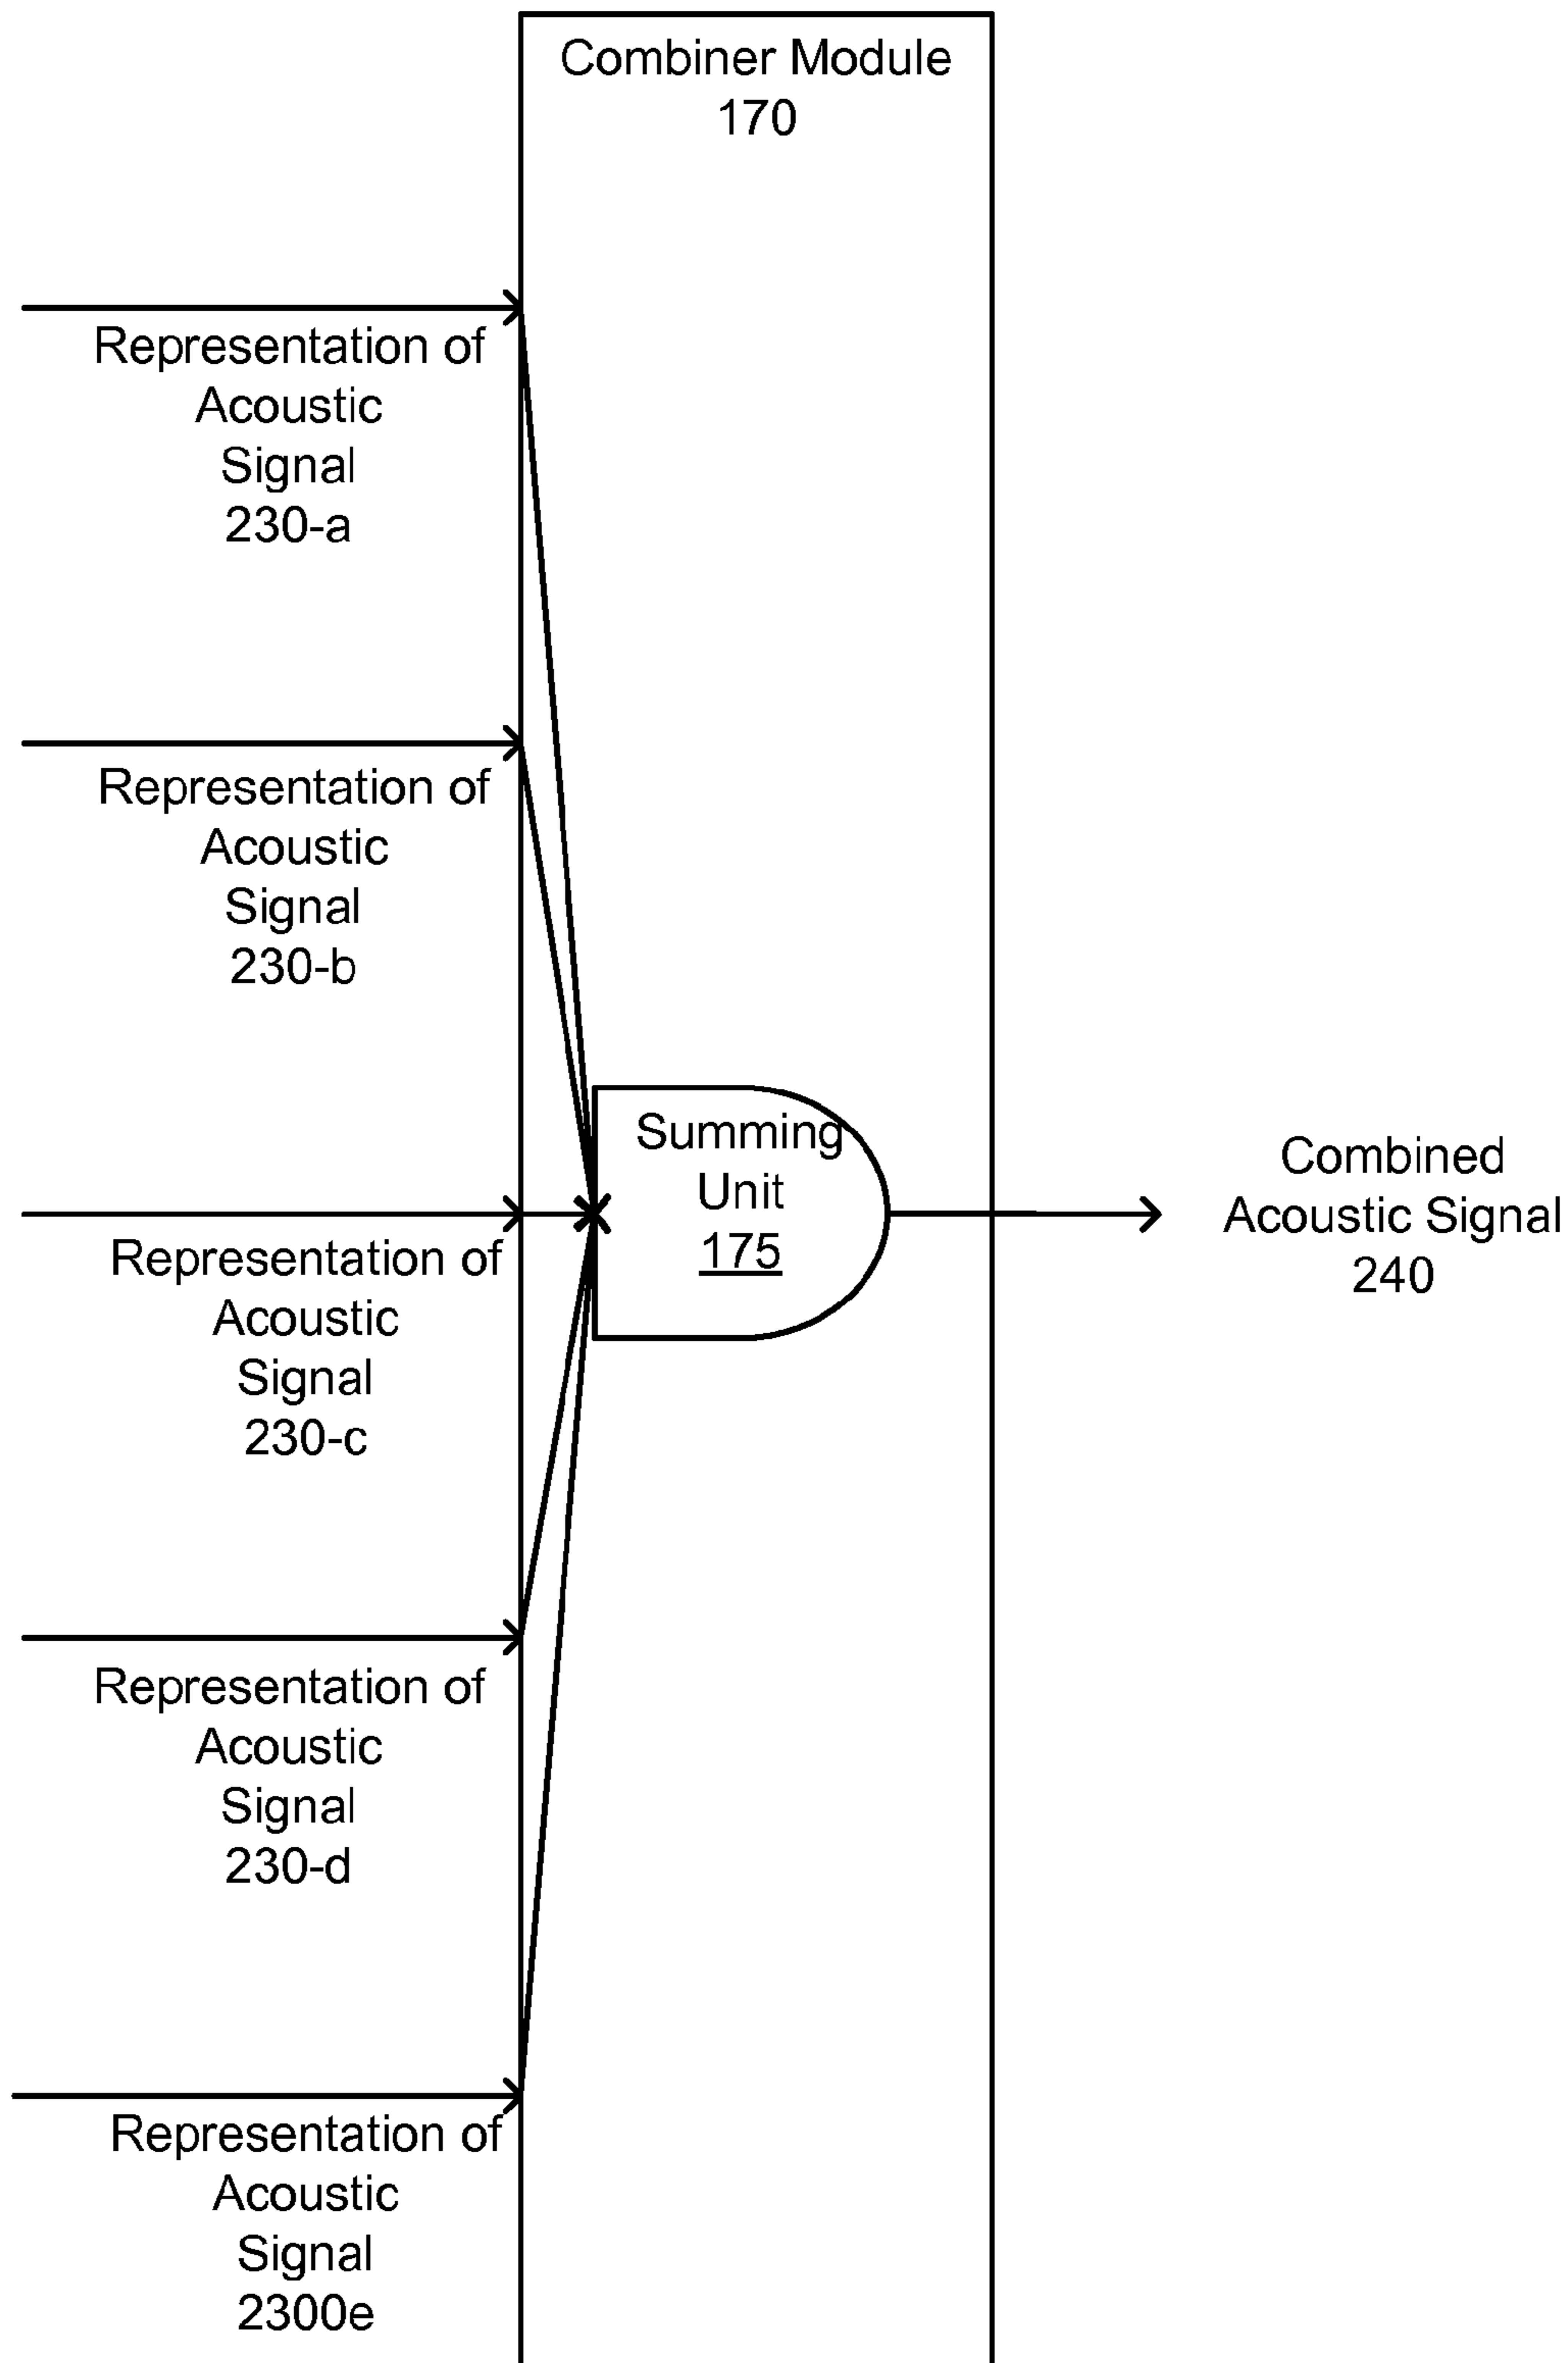 Combiner Module
170
Representation of
Acoustic
Signal
230-a
Representation of
Acoustic
Signal
230-b
Summing
Unit
175
Combined
Acoustic Signal
240
Representation of
Acoustic
Signal
230-c
Representation of
Acoustic
Signal
230-d
Representation of
Acoustic
Signal
2300e